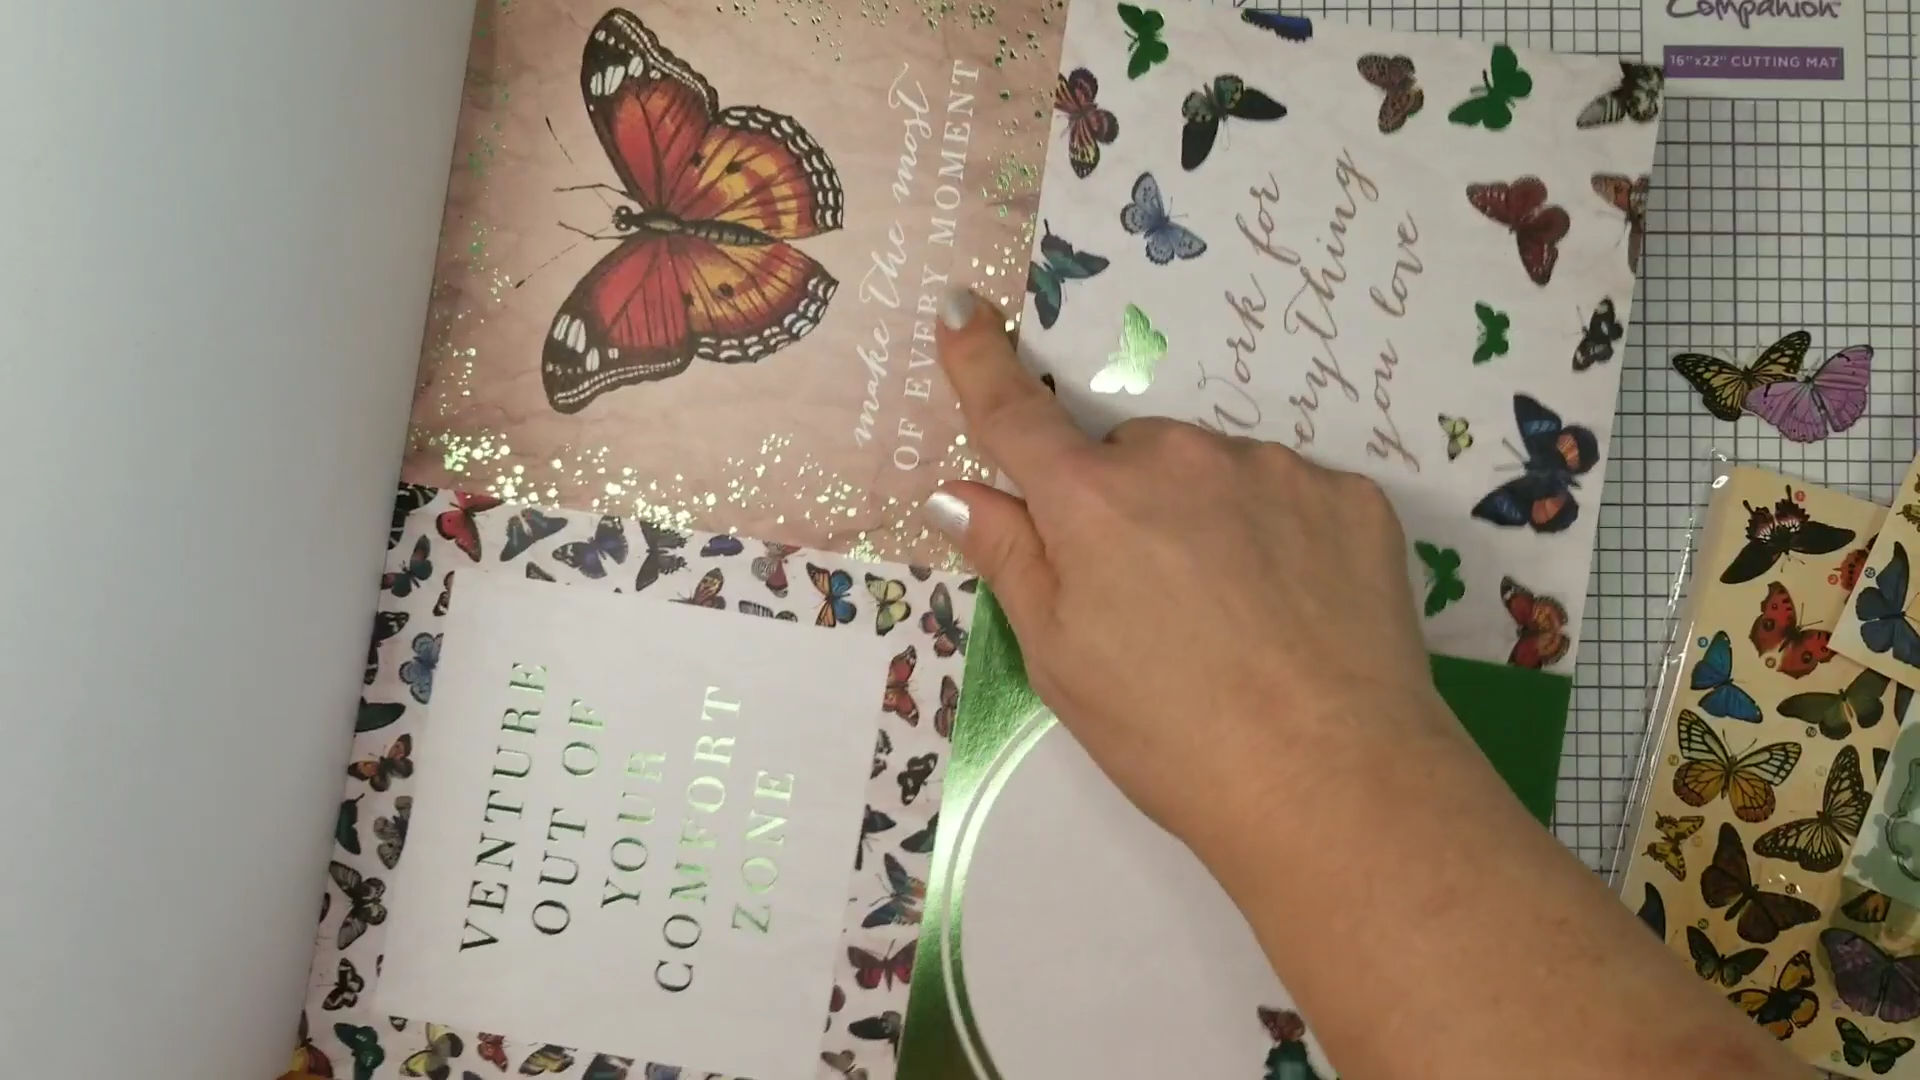 make the most
OF EVERY MOMENT
Work for
everything
you love
VENTURE
OUT OF
YOUR
COMFORT
ZONE
Companion
16"x22" CUTTING MAT